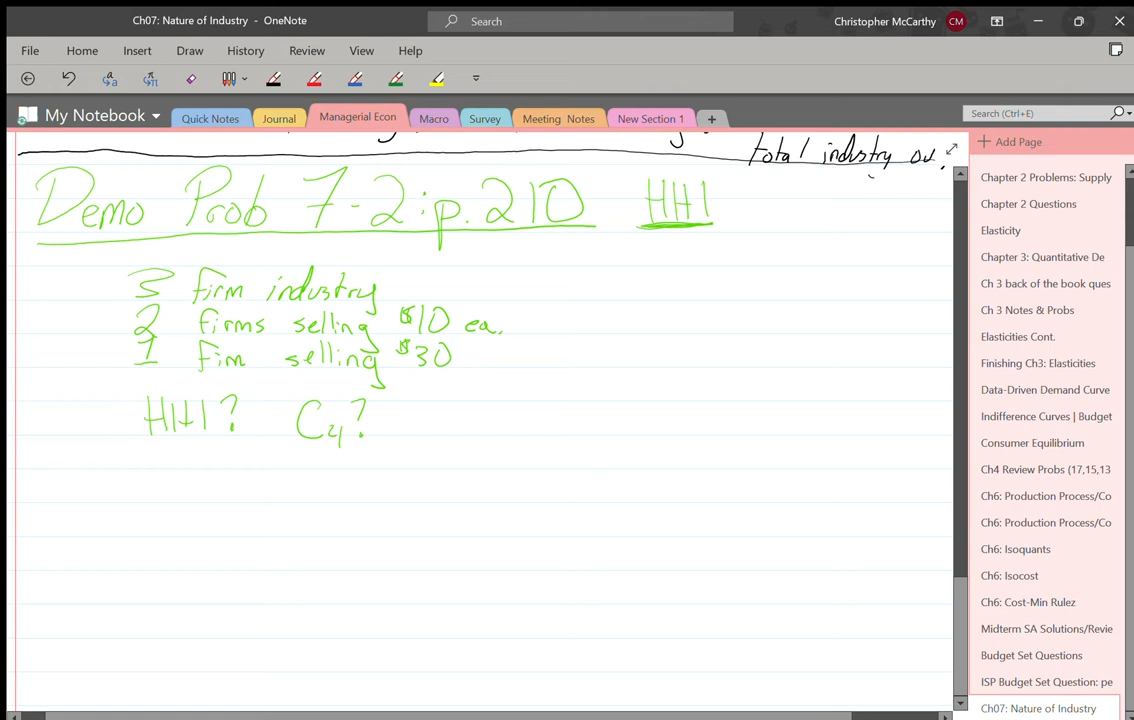 Ch07: Nature of Industry - OneNote
Search
Christopher McCarthy
CM
File Home Insert Draw History Review View Help
My Notebook
Quick Notes
Journal
Managerial Econ
Macro
Survey
Meeting Notes
New Section 1
Search (Ctrl+E)
total industry ou.
Demo Prob 7-2: p. 210 HHI
3 firm industry
2 firms selling $10 ea.
1 Fim selling $30
HHI? C4?
Add Page
Chapter 2 Problems: Supply
Chapter 2 Questions
Elasticity
Chapter 3: Quantitative De
Ch 3 back of the book ques
Ch 3 Notes & Probs
Elasticities Cont.
Finishing Ch3: Elasticities
Data-Driven Demand Curve
Indifference Curves | Budget
Consumer Equilibrium
Ch4 Review Probs (17,15,13
Ch6: Production Process/Co
Ch6: Production Process/Co
Ch6: Isoquants
Ch6: Isocost
Ch6: Cost-Min Rulez
Midterm SA Solutions/Revie
Budget Set Questions
ISP Budget Set Question: pe
Ch07: Nature of Industry